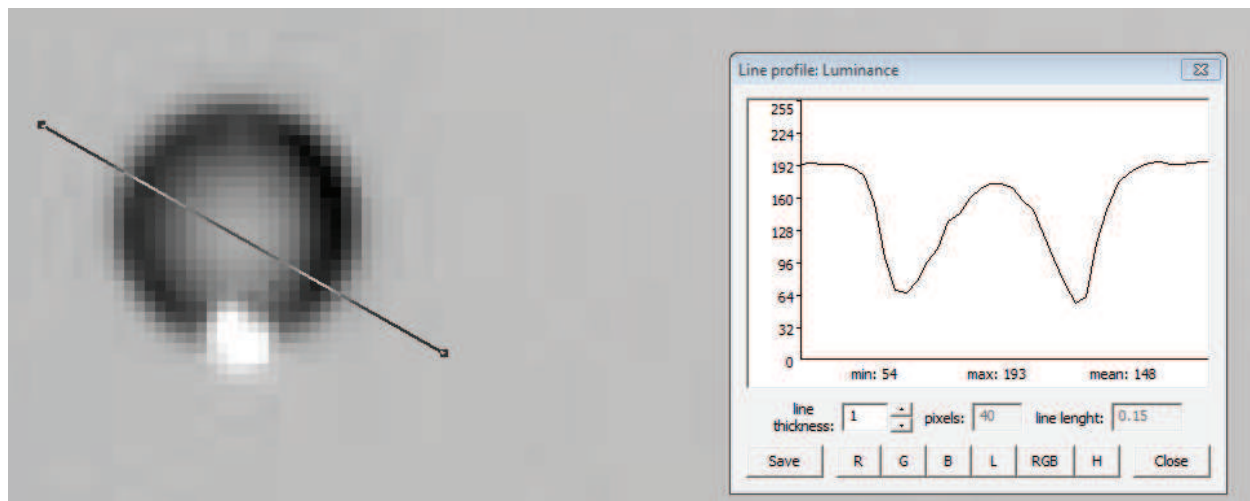 Line profile: Luminance
255
224
192
160
128
96
64
32
0
min: 54 max: 193 mean: 148
line thickness: 1 pixels: 40 line lenght: 0.15
Save R G B L RGB H Close